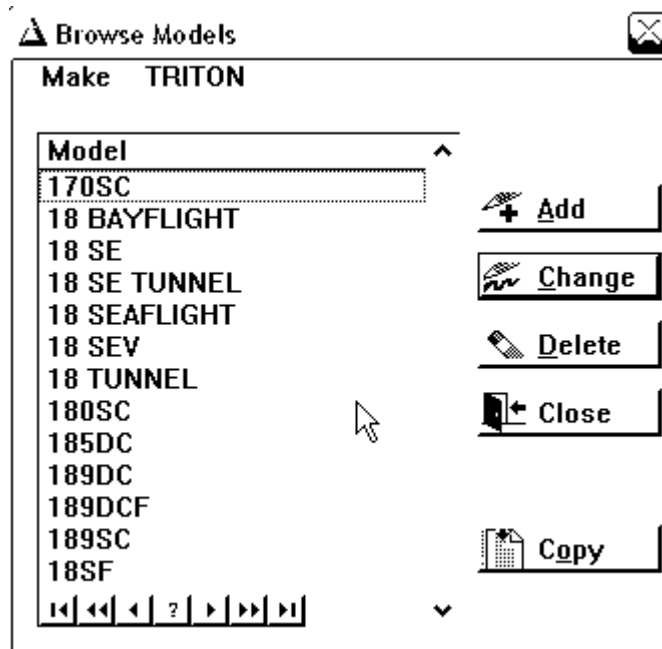 Browse Models
Make TRITON
Model
170SC
18 BAYFLIGHT
18 SE
18 SE TUNNEL
18 SEAFLIGHT
18 SEV
18 TUNNEL
180SC
185DC
189DC
189DCF
189SC
18SF
?
Add
Change
Delete
Close
Copy